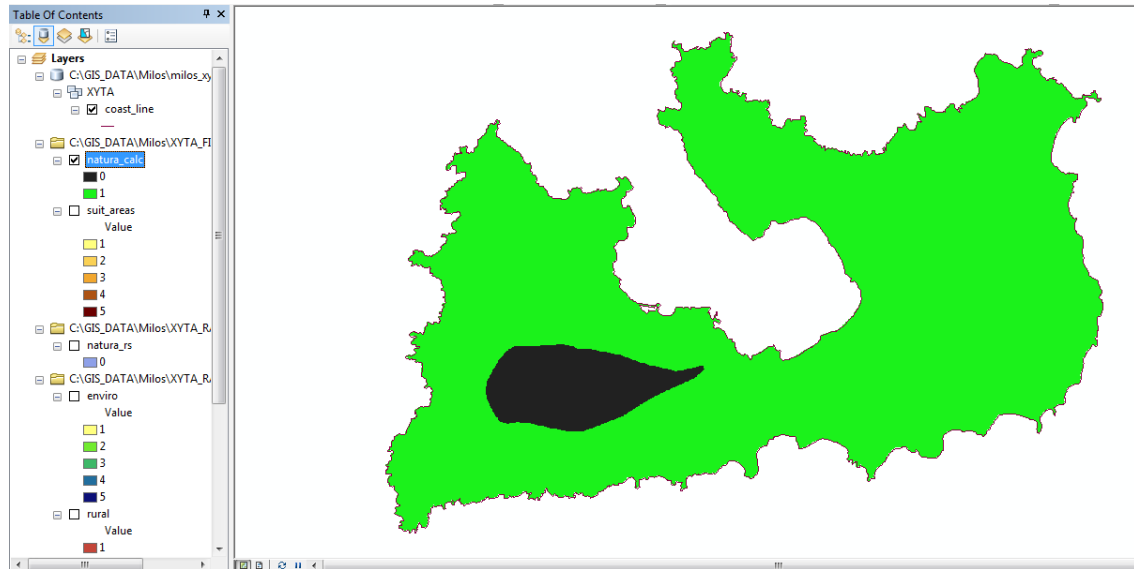 Table Of Contents
Layers
C:\GIS_DATA\Milos\milos_xy
XYTA
coast_line
C:\GIS_DATA\Milos\XYTA_FI
natura_calc
0
1
suit_areas
Value
1
2
3
4
5
C:\GIS_DATA\Milos\XYTA_RA
natura_rs
0
C:\GIS_DATA\Milos\XYTA_RA
enviro
Value
1
2
3
4
5
rural
Value
1